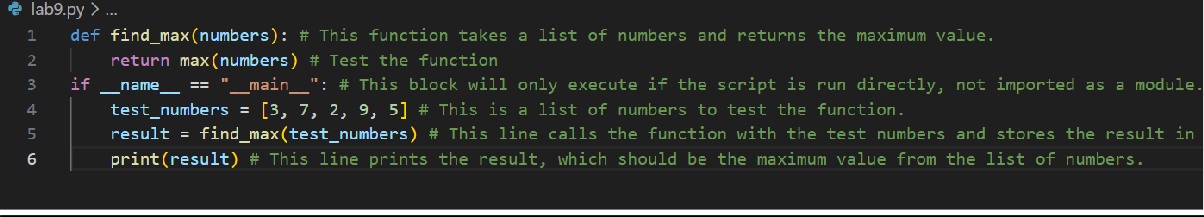 lab9.py > ...
1 def find_max(numbers): # This function takes a list of numbers and returns the maximum value.
2     return max(numbers) # Test the function
3 if __name__ == "__main__": # This block will only execute if the script is run directly, not imported as a module.
4     test_numbers = [3, 7, 2, 9, 5] # This is a list of numbers to test the function.
5     result = find_max(test_numbers) # This line calls the function with the test numbers and stores the result in
6     print(result) # This line prints the result, which should be the maximum value from the list of numbers.